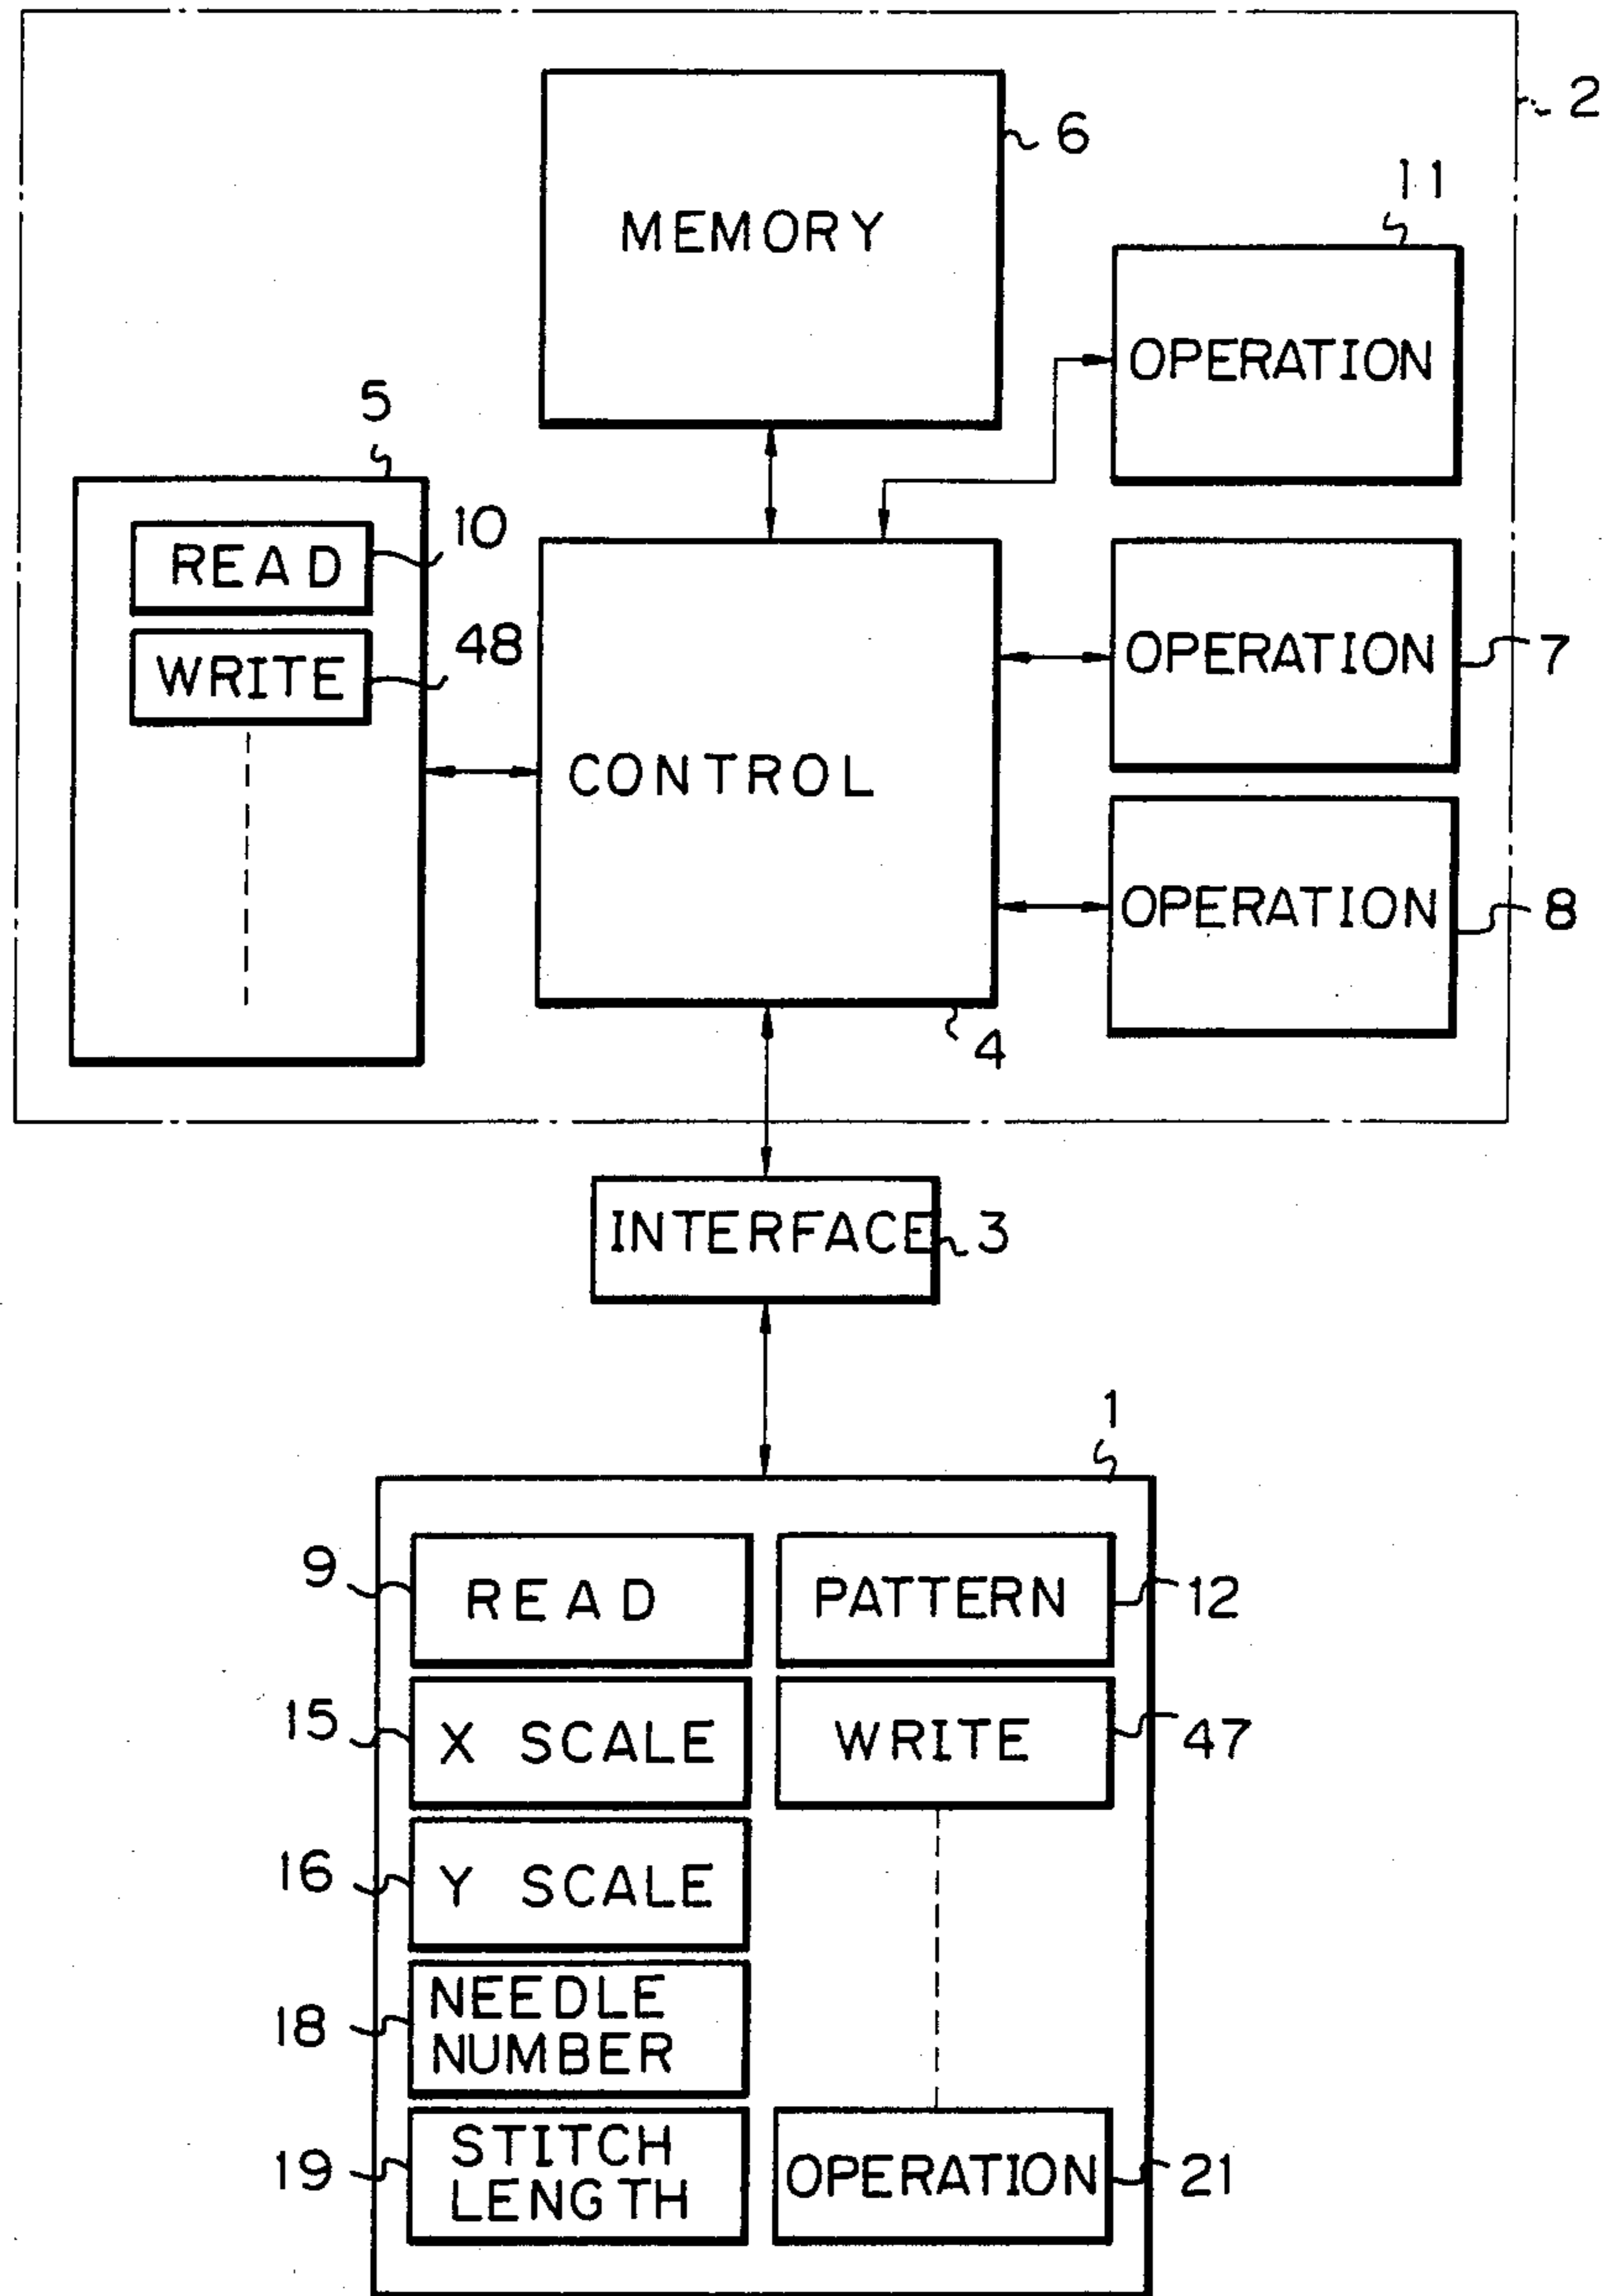 2
6
MEMORY
11
OPERATION
5
READ
10
WRITE
48
OPERATION
7
CONTROL
OPERATION
8
4
INTERFACE
3
1
9
READ
PATTERN
12
15
X SCALE
WRITE
47
16
Y SCALE
18
NEEDLE
NUMBER
19
STITCH
LENGTH
OPERATION
21